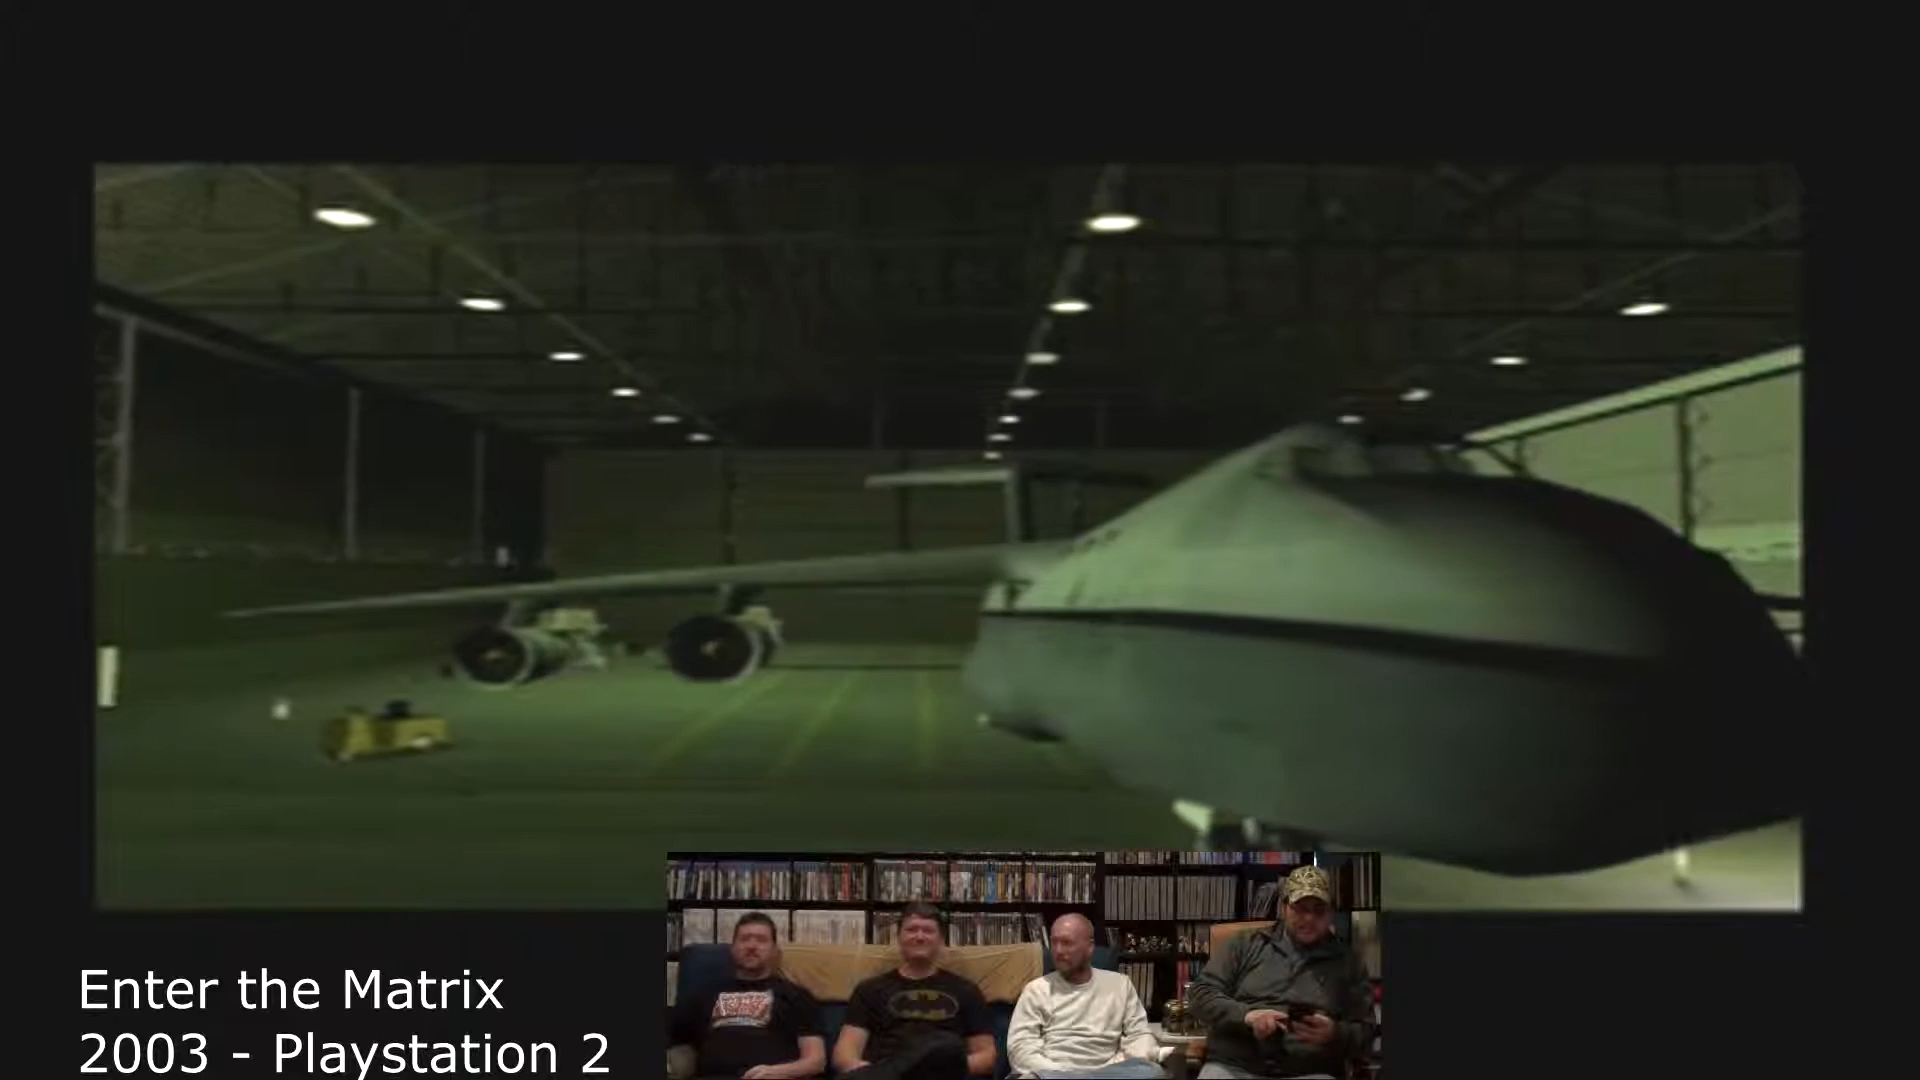 Enter the Matrix
2003 - Playstation 2